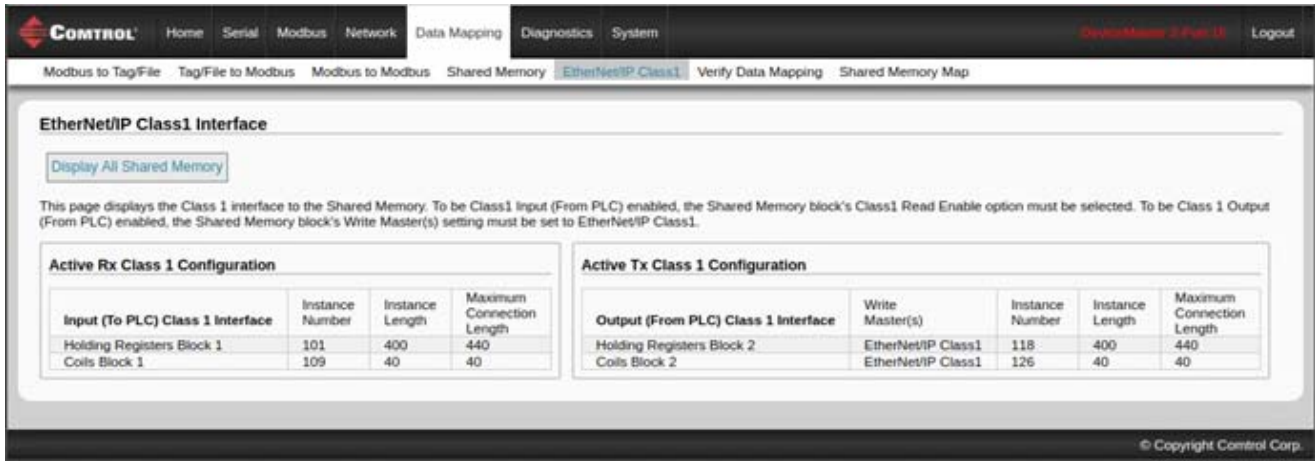 COMTROL Home Serial Modbus Network Data Mapping Diagnostics System Logout
Modbus to Tag/File Tag/File to Modbus Modbus to Modbus Shared Memory EtherNet/IP Class1 Verify Data Mapping Shared Memory Map
EtherNet/IP Class1 Interface
Display All Shared Memory
This page displays the Class 1 interface to the Shared Memory. To be Class1 Input (From PLC) enabled, the Shared Memory block's Class1 Read Enable option must be selected. To be Class 1 Output
(From PLC) enabled, the Shared Memory block's Write Master(s) setting must be set to EtherNet/IP Class1.
Active Rx Class 1 Configuration
Input (To PLC) Class 1 Interface Instance Number Instance Length Maximum Connection Length
Holding Registers Block 1 101 400 440
Coils Block 1 109 40 40
Active Tx Class 1 Configuration
Output (From PLC) Class 1 Interface Write Master(s) Instance Number Instance Length Maximum Connection Length
Holding Registers Block 2 EtherNet/IP Class1 118 400 440
Coils Block 2 EtherNet/IP Class1 126 40 40
© Copyright Comtrol Corp.